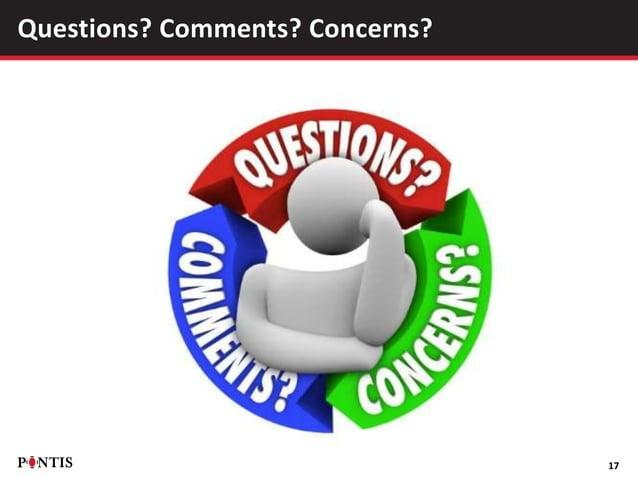 Questions? Comments? Concerns?
QUESTIONS?
COMMENTS?
CONCERNS?
PONTIS
17